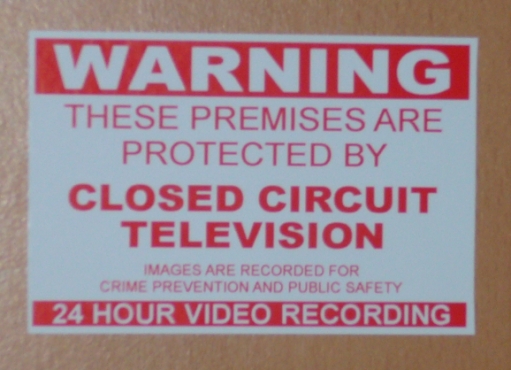 WARNING
THESE PREMISES ARE
PROTECTED BY
CLOSED CIRCUIT
TELEVISION
IMAGES ARE RECORDED FOR
CRIME PREVENTION AND PUBLIC SAFETY
24 HOUR VIDEO RECORDING